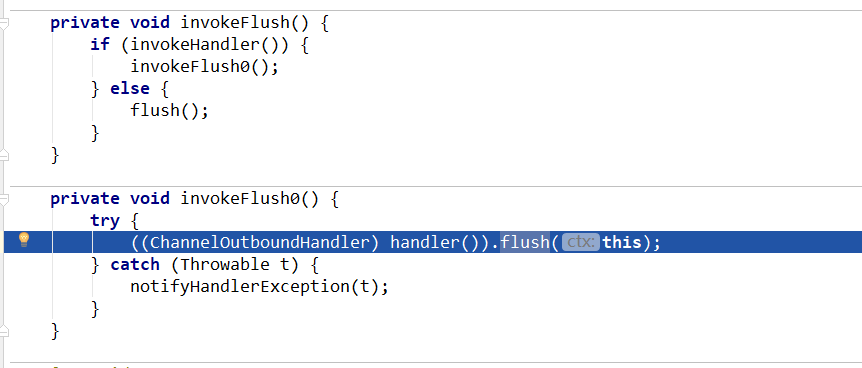 private void invokeFlush() {
if (invokeHandler()) {
invokeFlush0();
} else {
flush();
}
}
private void invokeFlush0() {
try {
((ChannelOutboundHandler) handler()).flush( ctx: this);
} catch (Throwable t) {
notifyHandlerException(t);
}
}